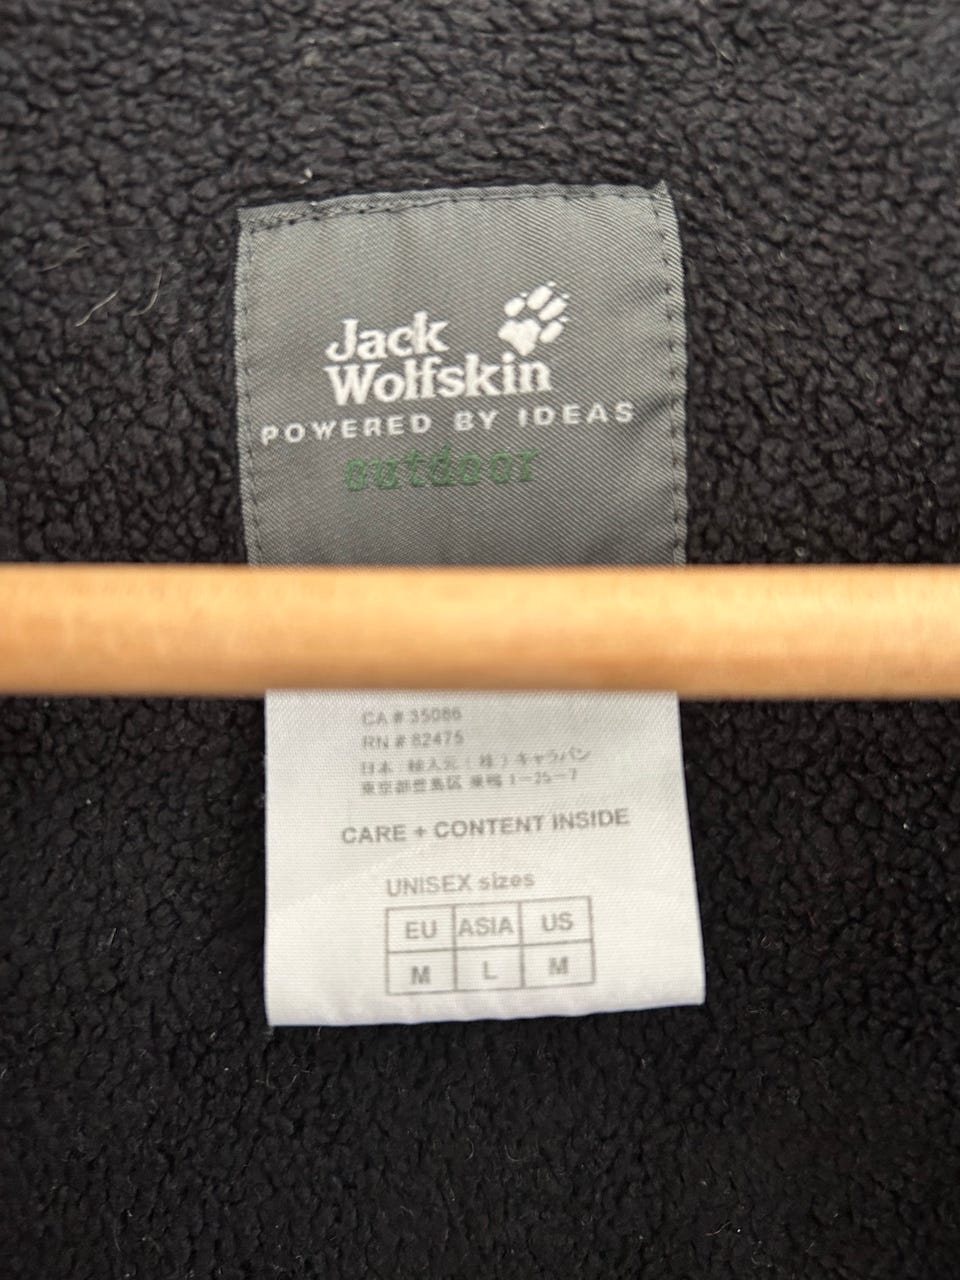 Jack
Wolfskin
POWERED BY IDEAS
outdoor
CA # 35086
RN # 82475
日本：輸入元：（株）キャラバン
東京都豊島区 巣鴨 1-25-7
CARE + CONTENT INSIDE
UNISEX sizes
EU ASIA US
M L M